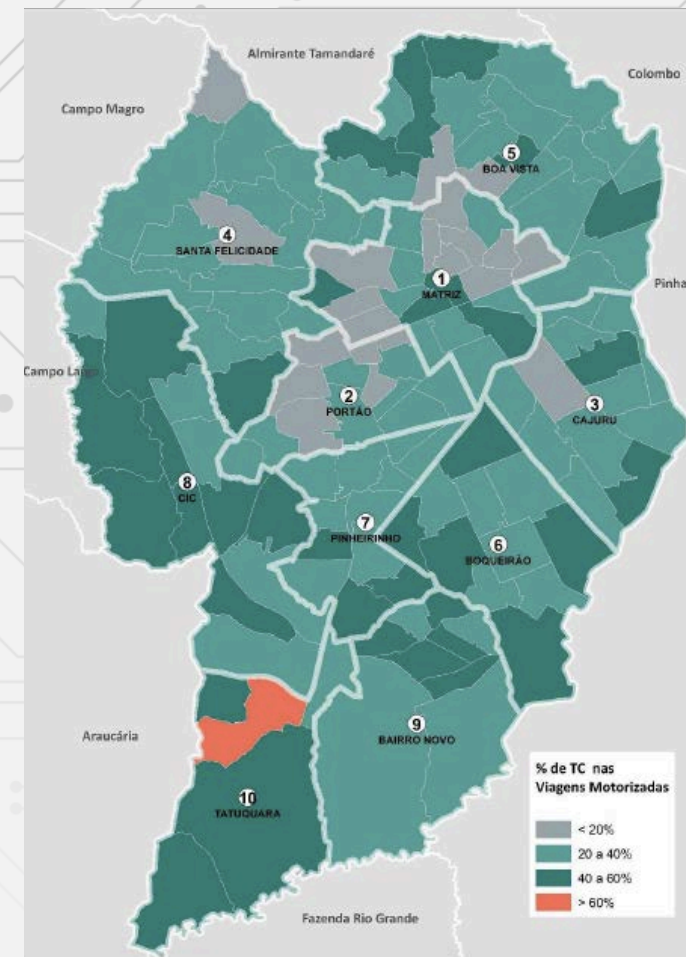 Almirante Tamandaré
Colombo
Campo Magro
5
BOA VISTA
4
SANTA FELICIDADE
1
MATRIZ
Pinha
Campo Largo
2
PORTÃO
3
CAJURU
8
CIC
7
PINHEIRINHO
6
BOQUEIRÃO
Araucária
9
BAIRRO NOVO
10
TATUQUARA
% de TC nas
Viagens Motorizadas
< 20%
20 a 40%
40 a 60%
> 60%
Fazenda Rio Grande